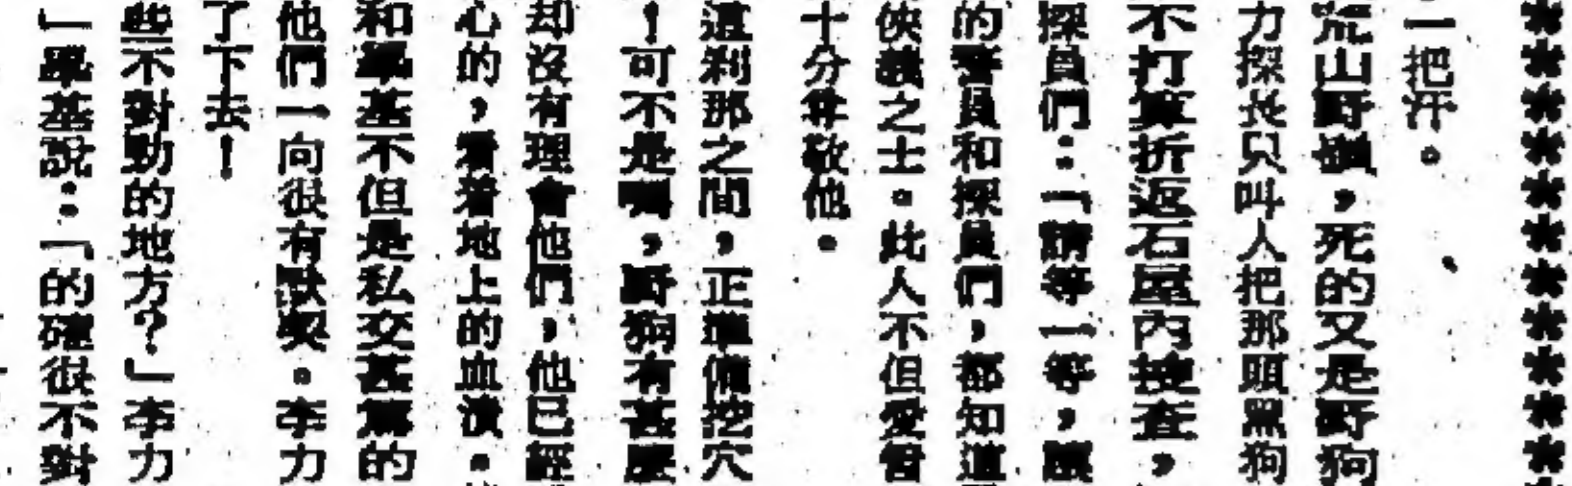 一把汗。
荒山野嶺，死的又是野狗
力探長只叫人把那頭黑狗
不打算折返石屋內搜查，
探員們：「請等一等，讓
的警員和探員們，都知道
俠義之士。此人不但愛
十分尊敬他。
這刹那之間，正準備挖穴
！可不是嗎，野狗有甚麼
却沒有理會他們，他已經
心的，看着地上的血漬。
和單基不但是私交甚篤的
他們一向很有默契。李力
了下去！
些不對勁的地方？」李力
」單基說：「的確很不對